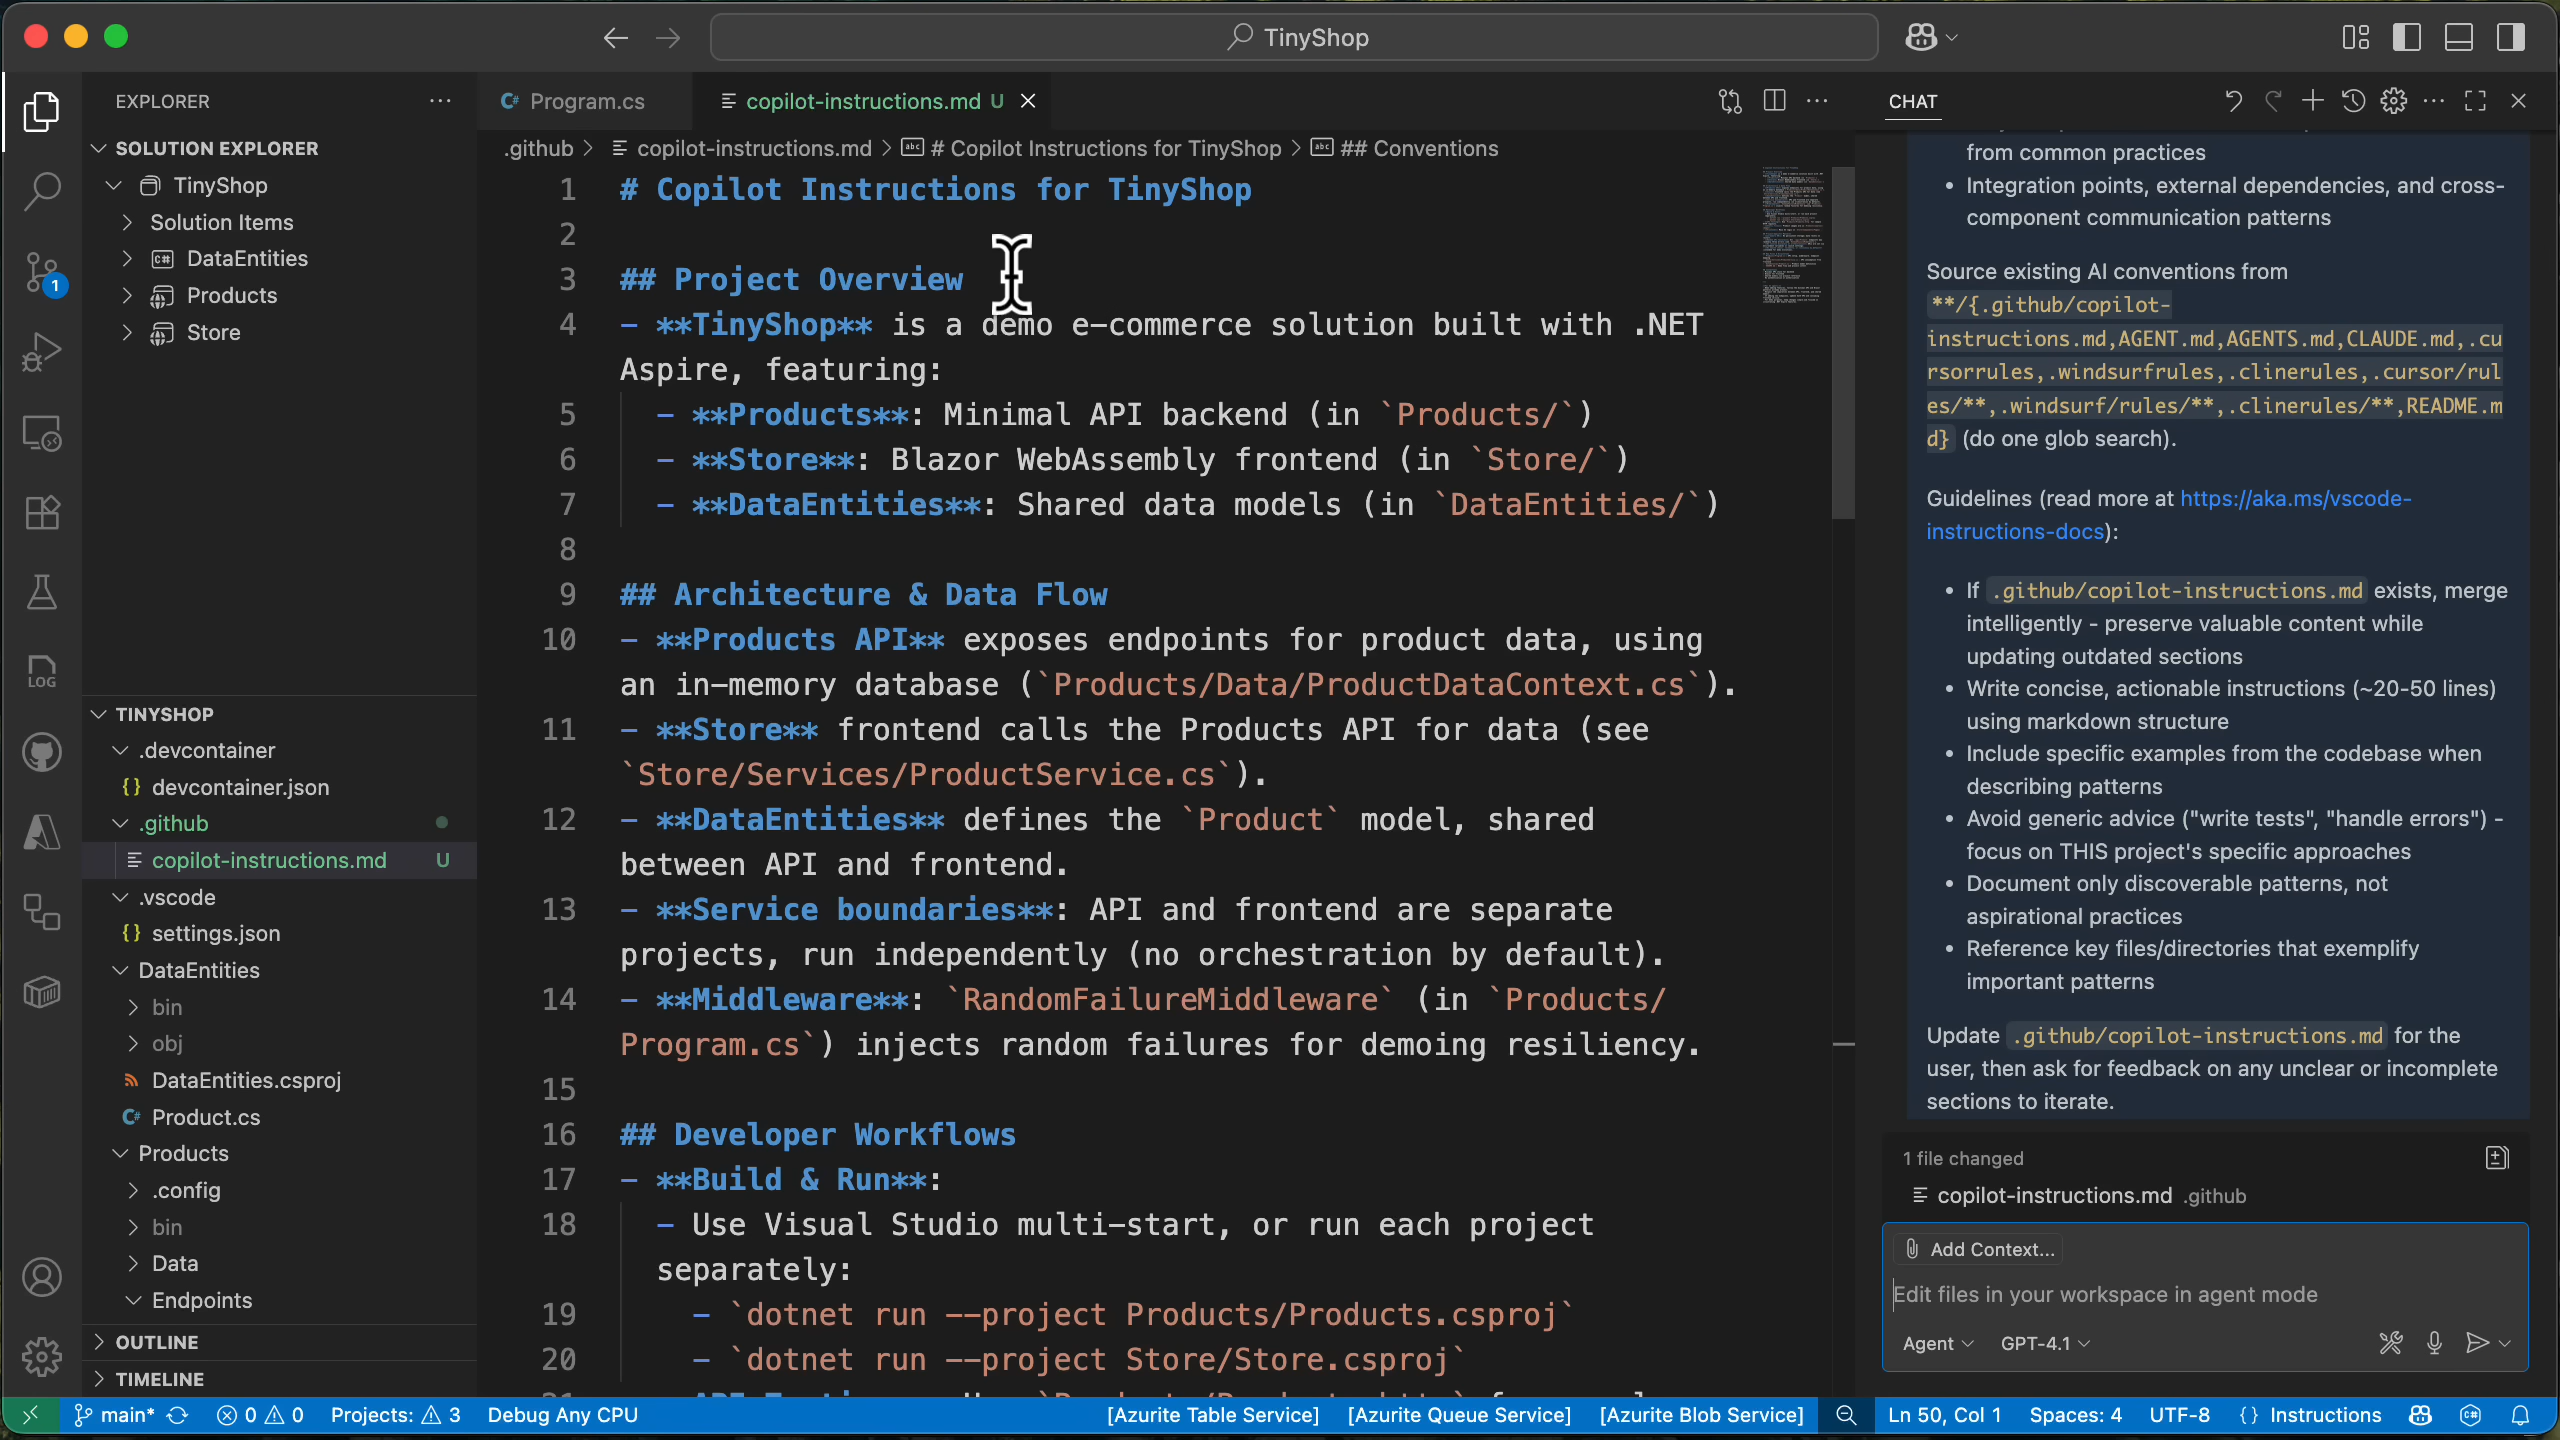 TinyShop
EXPLORER
SOLUTION EXPLORER
TinyShop
Solution Items
DataEntities
Products
Store
1
LOG
TINYSHOP
.devcontainer
{} devcontainer.json
.github
copilot-instructions.md U
.vscode
{} settings.json
DataEntities
bin
obj
DataEntities.csproj
C# Product.cs
Products
.config
bin
Data
Endpoints
OUTLINE
TIMELINE
C# Program.cs
copilot-instructions.md U
.github > copilot-instructions.md > # Copilot Instructions for TinyShop > ## Conventions
1 # Copilot Instructions for TinyShop
2
3 ## Project Overview
4 - **TinyShop** is a demo e-commerce solution built with .NET
Aspire, featuring:
5 - **Products**: Minimal API backend (in `Products/`)
6 - **Store**: Blazor WebAssembly frontend (in `Store/`)
7 - **DataEntities**: Shared data models (in `DataEntities/`)
8
9 ## Architecture & Data Flow
10 - **Products API** exposes endpoints for product data, using
an in-memory database (`Products/Data/ProductDataContext.cs`).
11 - **Store** frontend calls the Products API for data (see
`Store/Services/ProductService.cs`).
12 - **DataEntities** defines the `Product` model, shared
between API and frontend.
13 - **Service boundaries**: API and frontend are separate
projects, run independently (no orchestration by default).
14 - **Middleware**: `RandomFailureMiddleware` (in `Products/
Program.cs`) injects random failures for demoing resiliency.
15
16 ## Developer Workflows
17 - **Build & Run**:
18 - Use Visual Studio multi-start, or run each project
separately:
19 - `dotnet run --project Products/Products.csproj`
20 - `dotnet run --project Store/Store.csproj`
CHAT
from common practices
• Integration points, external dependencies, and cross-
component communication patterns
Source existing AI conventions from
**/{.github/copilot-
instructions.md,AGENT.md,AGENTS.md,CLAUDE.md,.cu
rsorrules,.windsurfrules,.clinerules,.cursor/rul
es/**,.windsurf/rules/**,.clinerules/**,README.m
d} (do one glob search).
Guidelines (read more at https://aka.ms/vscode-
instructions-docs):
• If .github/copilot-instructions.md exists, merge
intelligently - preserve valuable content while
updating outdated sections
• Write concise, actionable instructions (~20-50 lines)
using markdown structure
• Include specific examples from the codebase when
describing patterns
• Avoid generic advice ("write tests", "handle errors") -
focus on THIS project's specific approaches
• Document only discoverable patterns, not
aspirational practices
• Reference key files/directories that exemplify
important patterns
Update .github/copilot-instructions.md for the
user, then ask for feedback on any unclear or incomplete
sections to iterate.
1 file changed
copilot-instructions.md .github
Add Context...
Edit files in your workspace in agent mode
Agent GPT-4.1
main* 0 0 Projects: 3 Debug Any CPU [Azurite Table Service] [Azurite Queue Service] [Azurite Blob Service] Ln 50, Col 1 Spaces: 4 UTF-8 {} Instructions